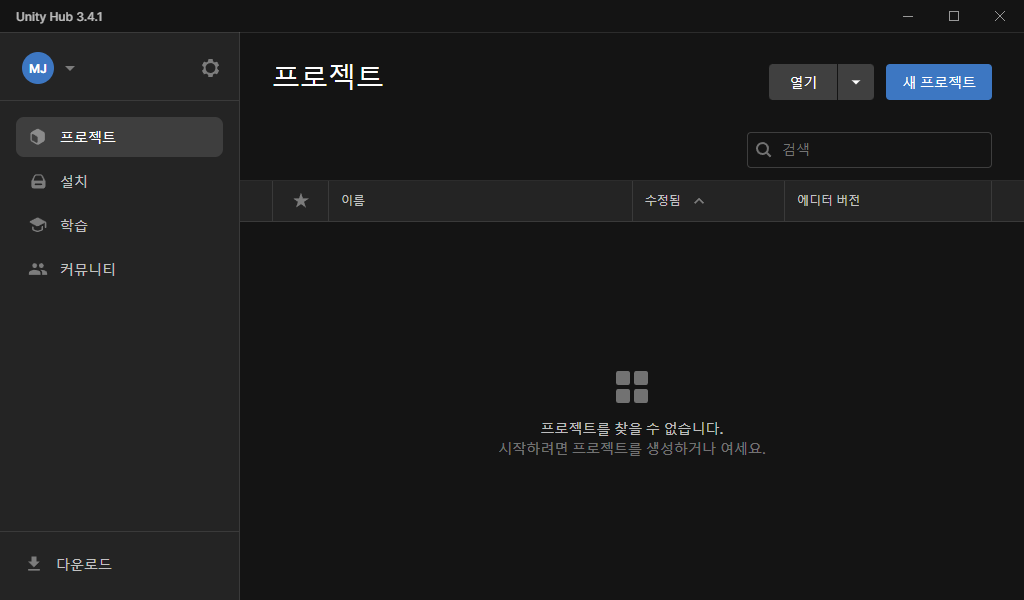 Unity Hub 3.4.1
MJ
프로젝트
설치
학습
커뮤니티
다운로드
프로젝트
열기
새 프로젝트
검색
이름
수정됨
에디터 버전
프로젝트를 찾을 수 없습니다.
시작하려면 프로젝트를 생성하거나 여세요.